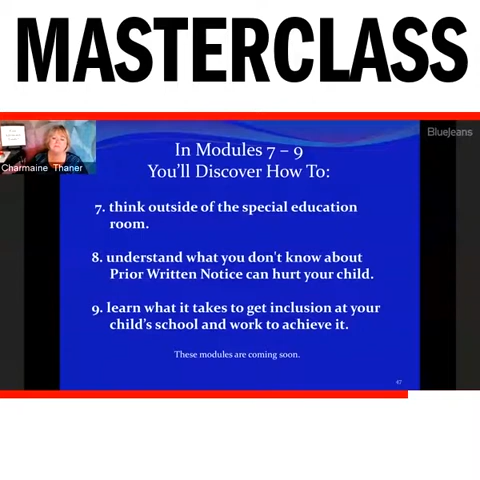 MASTERCLASS
BlueJeans
Charmaine Thaner
In Modules 7 – 9
You'll Discover How To:
7. think outside of the special education
room.
8. understand what you don't know about
Prior Written Notice can hurt your child.
9. learn what it takes to get inclusion at your
child's school and work to achieve it.
These modules are coming soon.
47